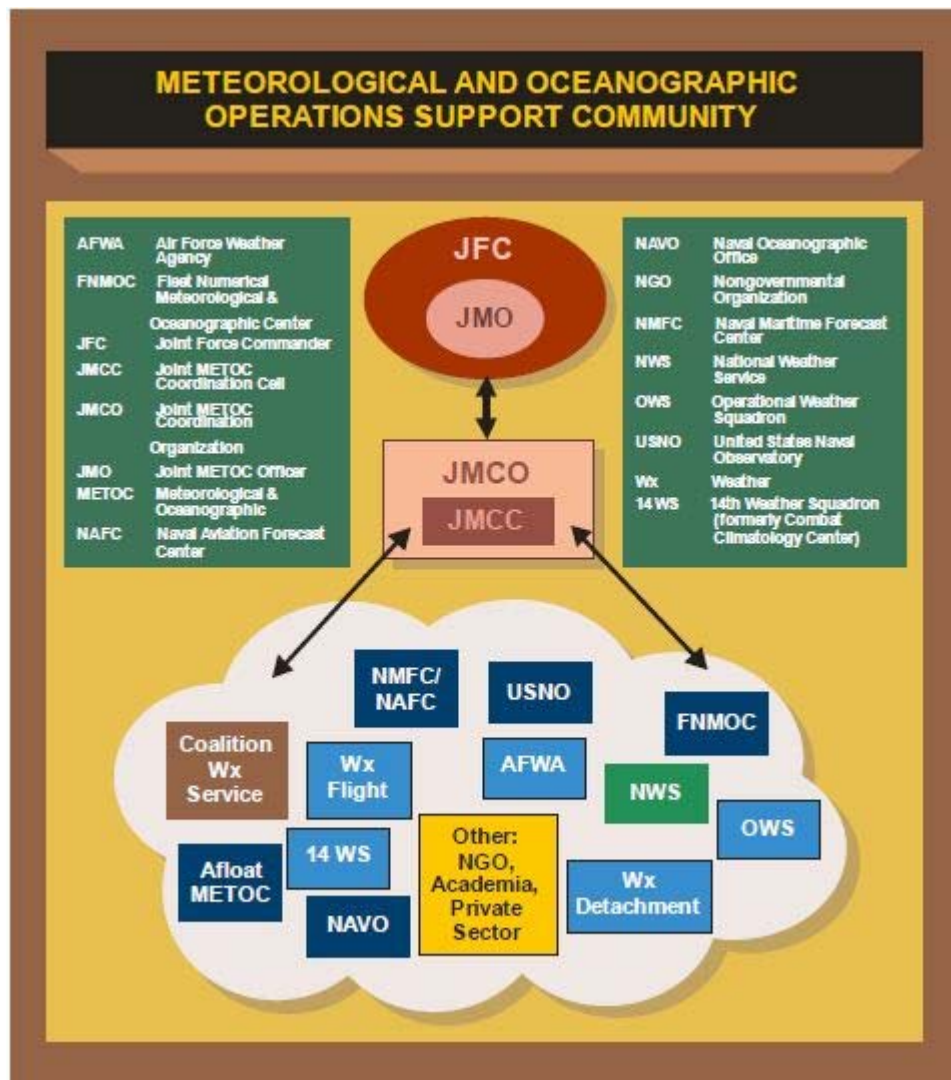 METEOROLOGICAL AND OCEANOGRAPHIC
OPERATIONS SUPPORT COMMUNITY
AFWA Air Force Weather
Agency
FNMOC Fleet Numerical
Meteorological &
Oceanographic Center
JFC Joint Force Commander
JMCC Joint METOC
Coordination Cell
JMCO Joint METOC
Coordination
Organization
JMO Joint METOC Officer
METOC Meteorological &
Oceanographic
NAFC Naval Aviation Forecast
Center
JFC
JMO
JMCO
JMCC
NAVO Naval Oceanographic
Office
NGO Nongovernmental
Organization
NMFC Naval Maritime Forecast
Center
NWS National Weather
Service
OWS Operational Weather
Squadron
USNO United States Naval
Observatory
Wx Weather
14 WS 14th Weather Squadron
(formerly Combat
Climatology Center)
NMFC/
NAFC
USNO
FNMOC
Coalition
Wx
Service
Wx
Flight
AFWA
NWS
OWS
Afloat
METOC
14 WS
NAVO
Other:
NGO,
Academia,
Private
Sector
Wx
Detachment